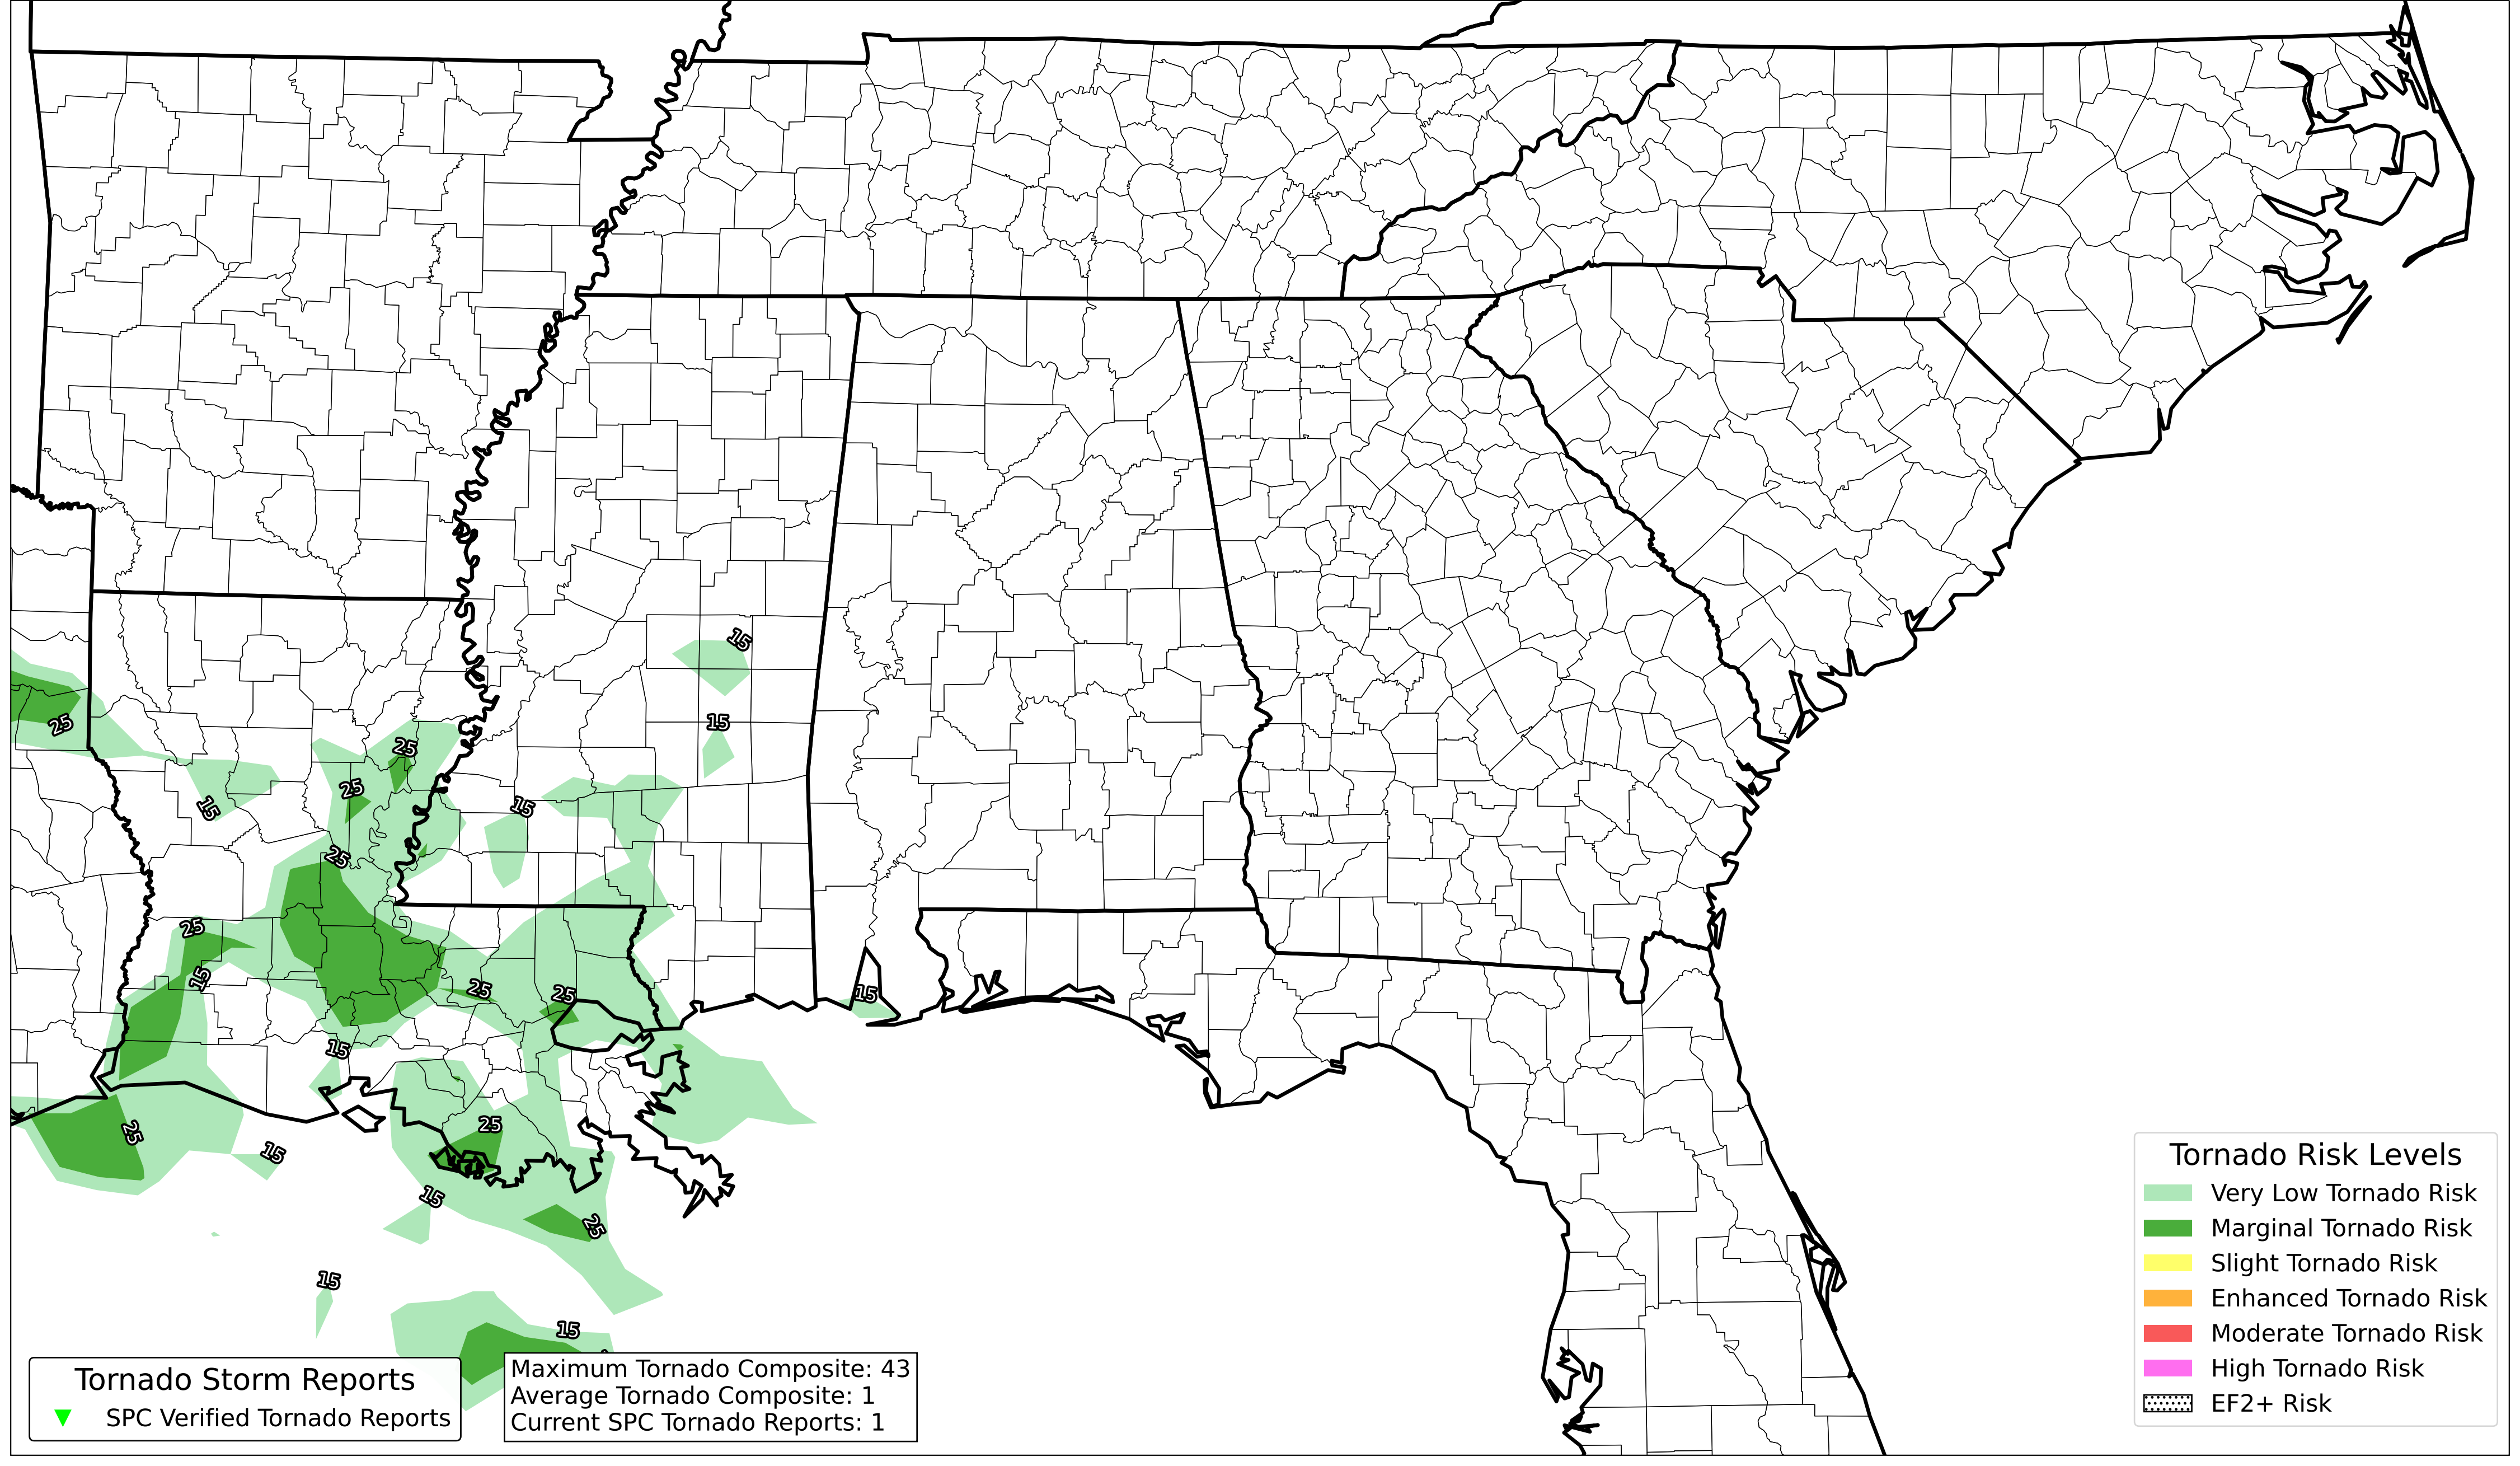 15
15
25
25
25
15
15
25
25
15
25
25
15
15
25
25
15
15
25
15
15
Tornado Risk Levels
Very Low Tornado Risk
Marginal Tornado Risk
Slight Tornado Risk
Enhanced Tornado Risk
Moderate Tornado Risk
High Tornado Risk
EF2+ Risk
Tornado Storm Reports
SPC Verified Tornado Reports
Maximum Tornado Composite: 43
Average Tornado Composite: 1
Current SPC Tornado Reports: 1